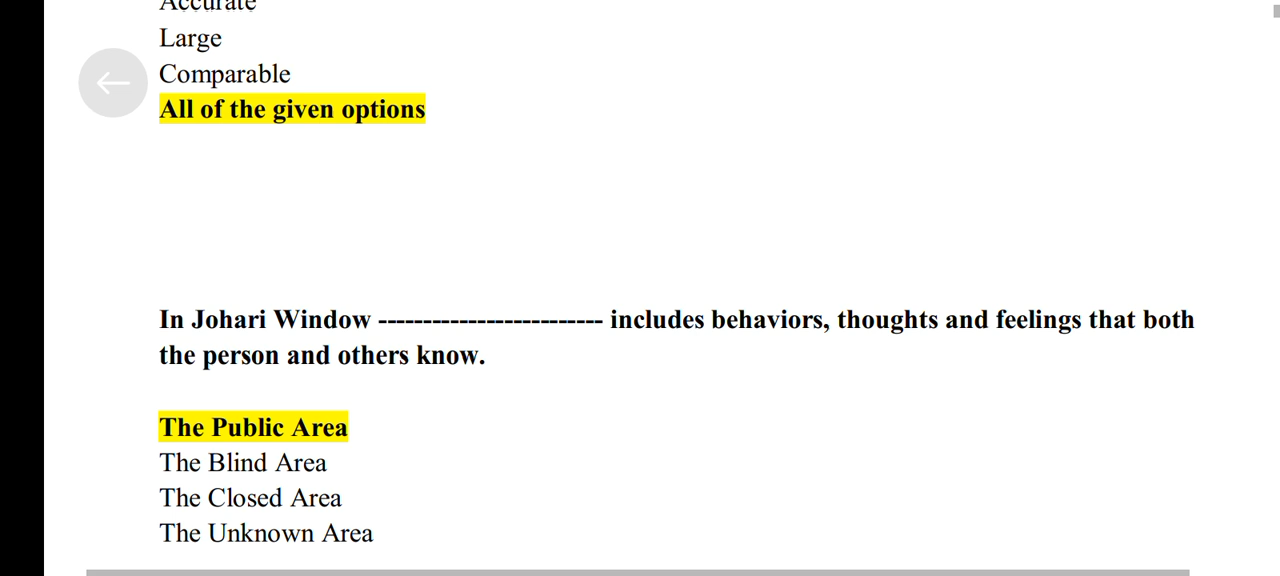 Accurate
Large
Comparable
All of the given options
In Johari Window ------------------------- includes behaviors, thoughts and feelings that both
the person and others know.
The Public Area
The Blind Area
The Closed Area
The Unknown Area